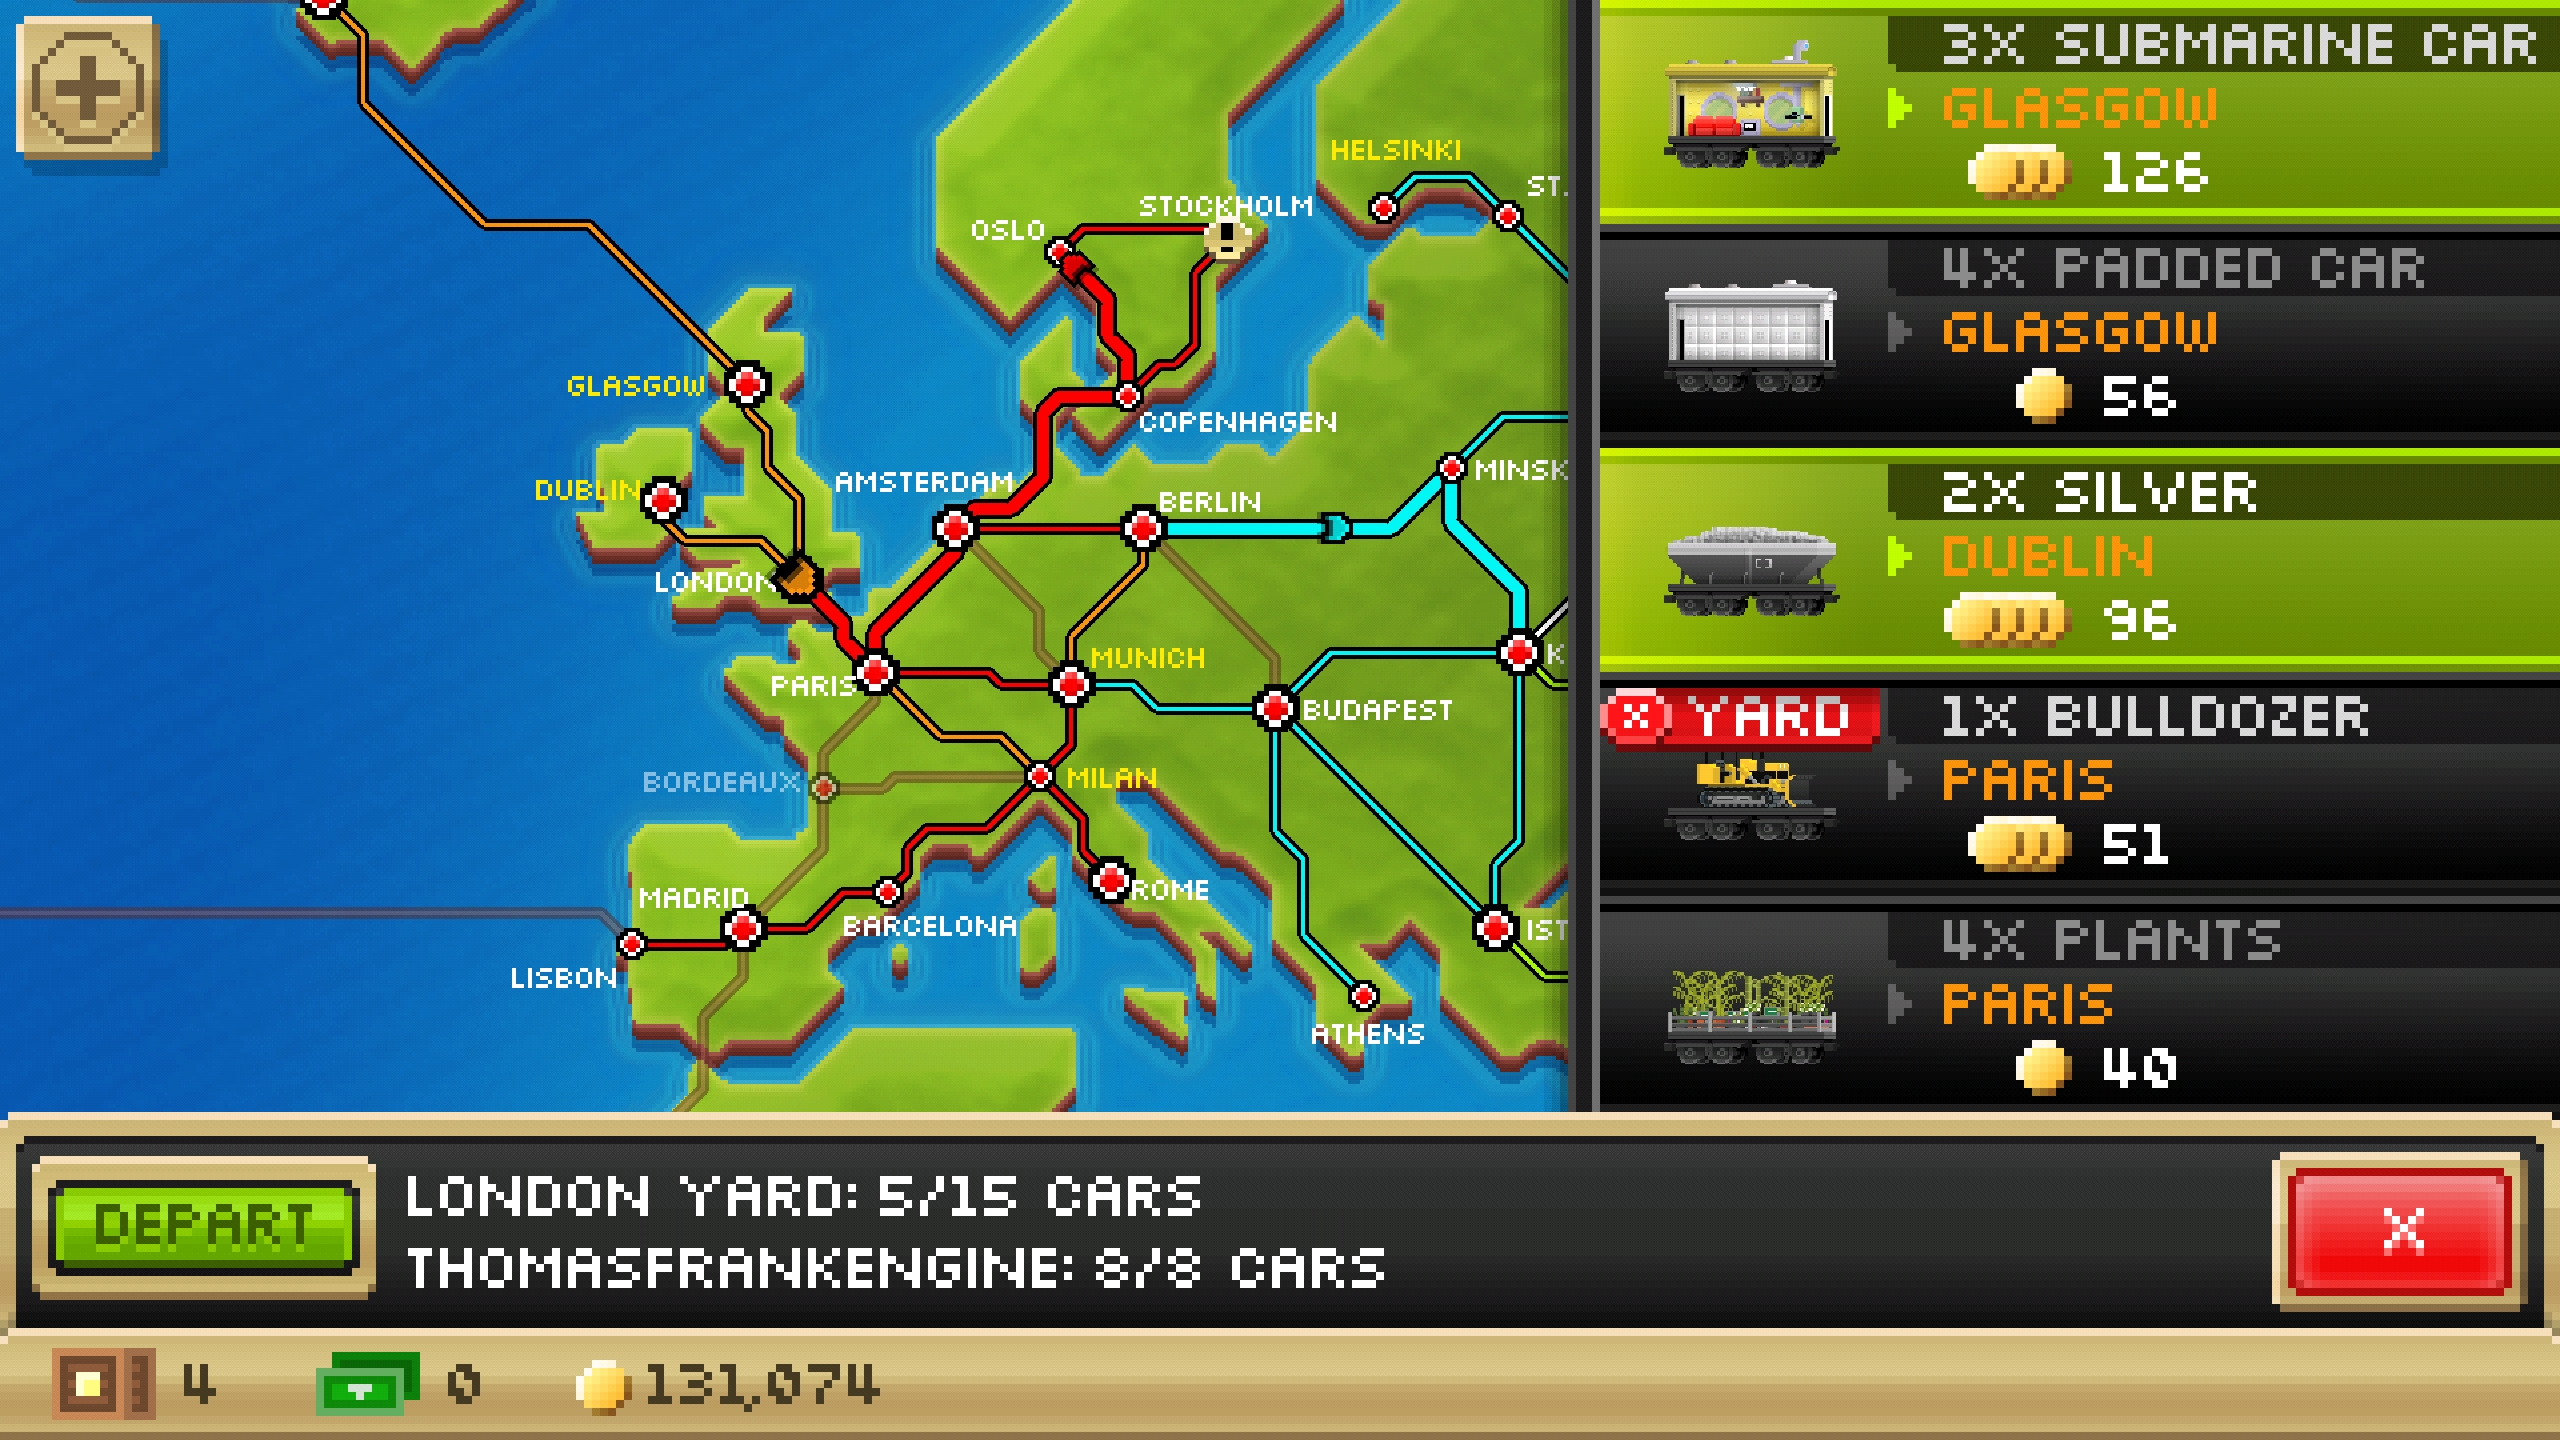 HELSINKI
ST.
STOCKHOLM
OSLO
GLASGOW
COPENHAGEN
MINSK
AMSTERDAM
DUBLIN
BERLIN
LONDON
MUNICH
K
PARIS
BUDAPEST
BORDEAUX
MILAN
MADRID
ROME
BARCELONA
IST
LISBON
ATHENS
3X SUBMARINE CAR
GLASGOW
126
4X PADDED CAR
GLASGOW
56
2X SILVER
DUBLIN
96
X YARD
1X BULLDOZER
PARIS
51
4X PLANTS
PARIS
40
DEPART
LONDON YARD: 5/15 CARS
THOMASFRANKENGINE: 8/8 CARS
X
4
0
131,074